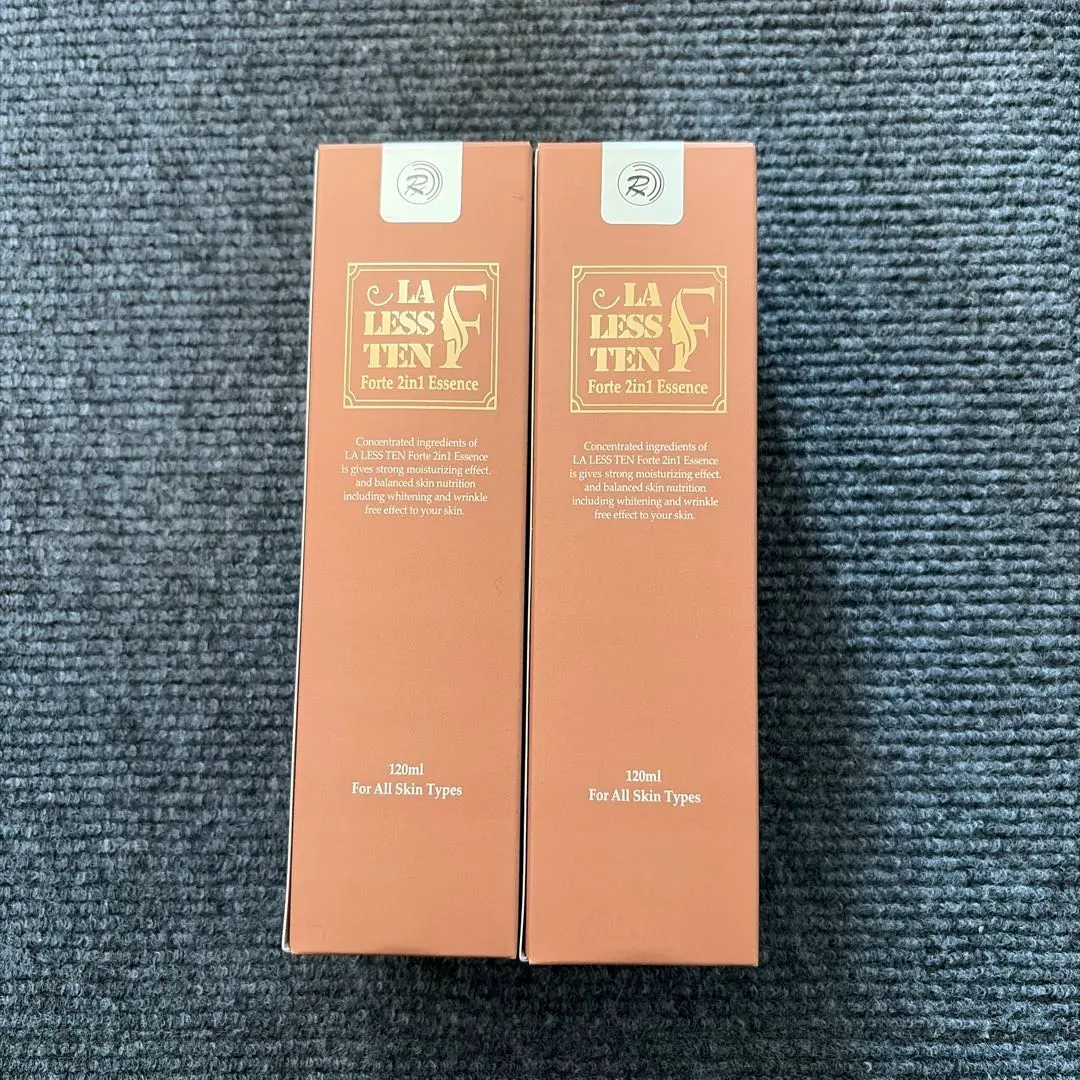 R
LA
LESS
TEN F
Forte 2in1 Essence
Concentrated ingredients of
LA LESS TEN Forte 2in1 Essence
is gives strong moisturizing effect.
and balanced skin nutrition
including whitening and wrinkle
free effect to your skin.
120ml
For All Skin Types
R
LA
LESS
TEN F
Forte 2in1 Essence
Concentrated ingredients of
LA LESS TEN Forte 2in1 Essence
is gives strong moisturizing effect.
and balanced skin nutrition
including whitening and wrinkle
free effect to your skin.
120ml
For All Skin Types